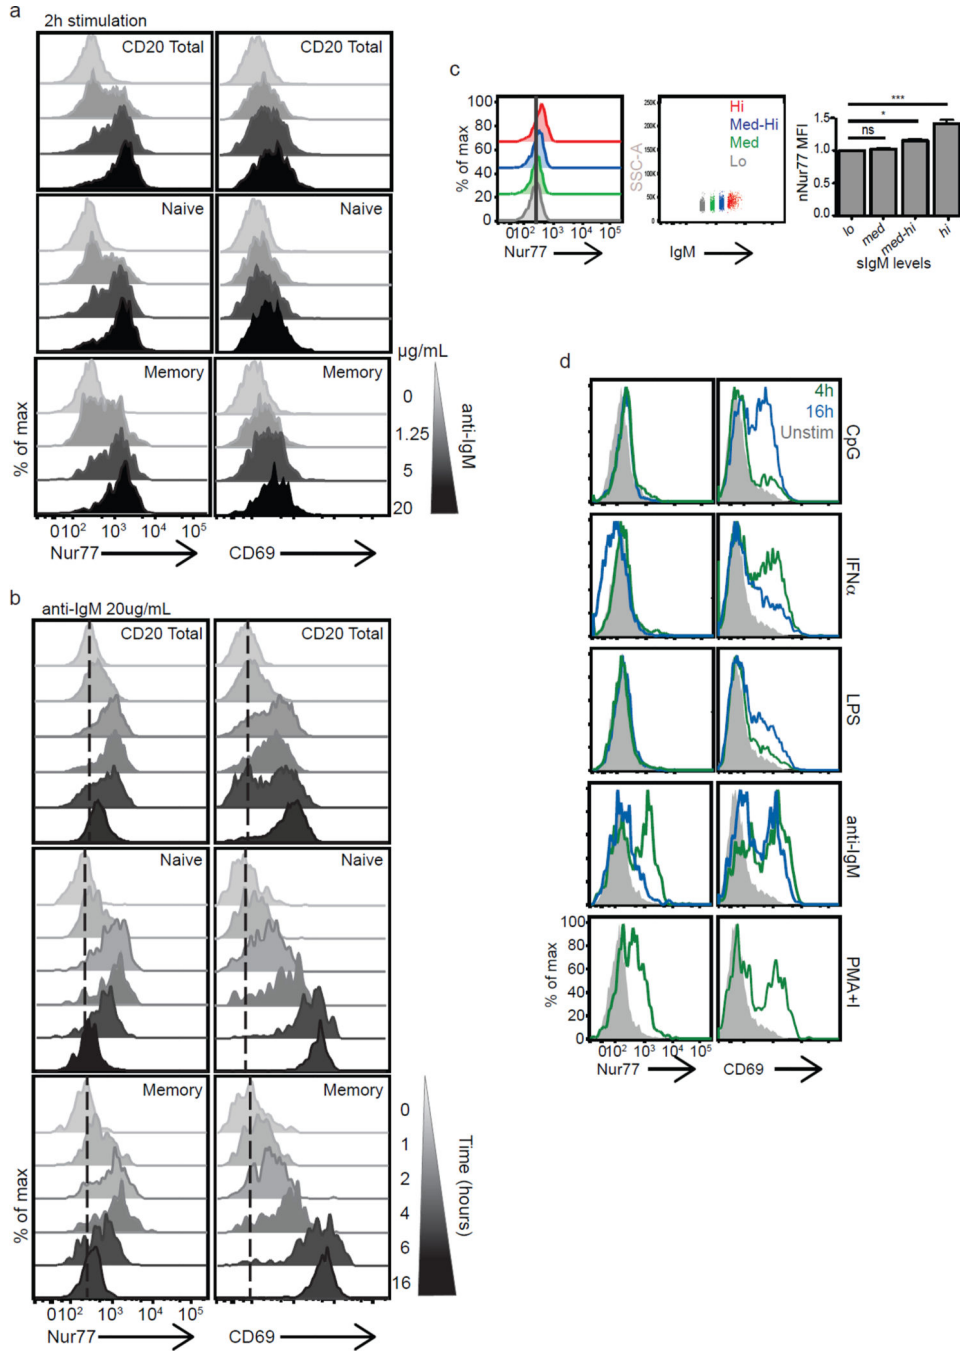 a
2h stimulation
CD20 Total
CD20 Total
Naive
Naive
Memory
Memory
µg/mL
0
1.25
5
20
anti-IgM
% of max
0 10² 10³ 10⁴ 10⁵
Nur77
CD69
b
anti-IgM 20ug/mL
CD20 Total
CD20 Total
Naive
Naive
Memory
Memory
0
1
2
4
6
16
Time (hours)
% of max
0 10² 10³ 10⁴ 10⁵
Nur77
CD69
c
% of max
100
80
60
40
20
0
0 10² 10³ 10⁴ 10⁵
Nur77
SSC-A
250K
200K
150K
100K
50K
0
Hi
Med-Hi
Med
Lo
IgM
nNur77 MFI
1.5
1.0
0.5
0.0
***
*
ns
lo
med
med-hi
hi
sIgM levels
d
4h
16h
Unstim
CpG
IFNα
LPS
anti-IgM
PMA+I
% of max
100
80
60
40
20
0
0 10² 10³ 10⁴ 10⁵
Nur77
CD69